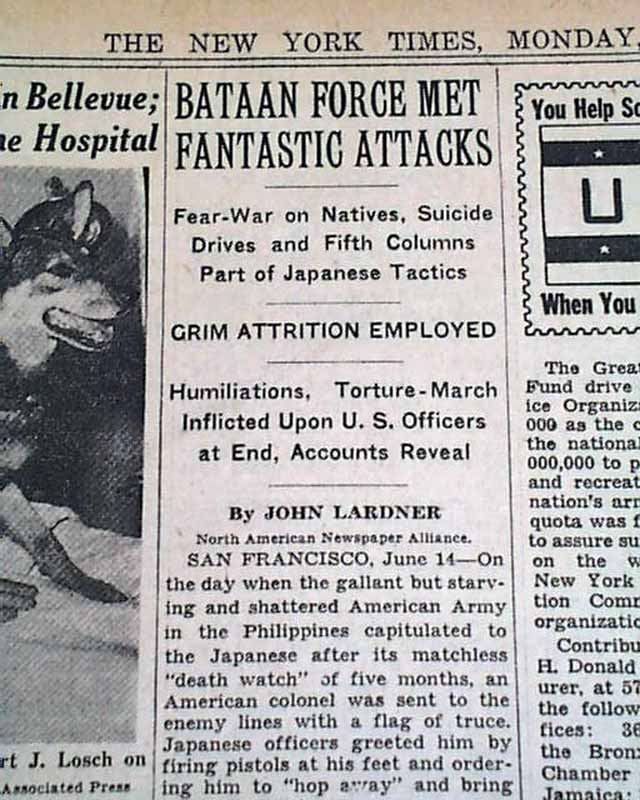 THE NEW YORK TIMES, MONDAY,
n Bellevue;
e Hospital
rt J. Losch on
Associated Press
BATAAN FORCE MET
FANTASTIC ATTACKS
Fear-War on Natives, Suicide
Drives and Fifth Columns
Part of Japanese Tactics
GRIM ATTRITION EMPLOYED
Humiliations, Torture-March
Inflicted Upon U. S. Officers
at End, Accounts Reveal
By JOHN LARDNER
North American Newspaper Alliance.
SAN FRANCISCO, June 14—On
the day when the gallant but starv-
ing and shattered American Army
in the Philippines capitulated to
the Japanese after its matchless
"death watch" of five months, an
American colonel was sent to the
enemy lines with a flag of truce.
Japanese officers greeted him by
firing pistols at his feet and order-
ing him to "hop away" and bring
You Help Sc
U
When You
The Great
Fund drive
ice Organiz
000 as the c
the national
000,000 to p
and recreat
nation's arm
quota was f
to assure su
on the w
New York
tion Comm
organizatio
Contribu
H. Donald
urer, at 57
the follow
fices: 36
the Bronx
Chamber
Jamaica: